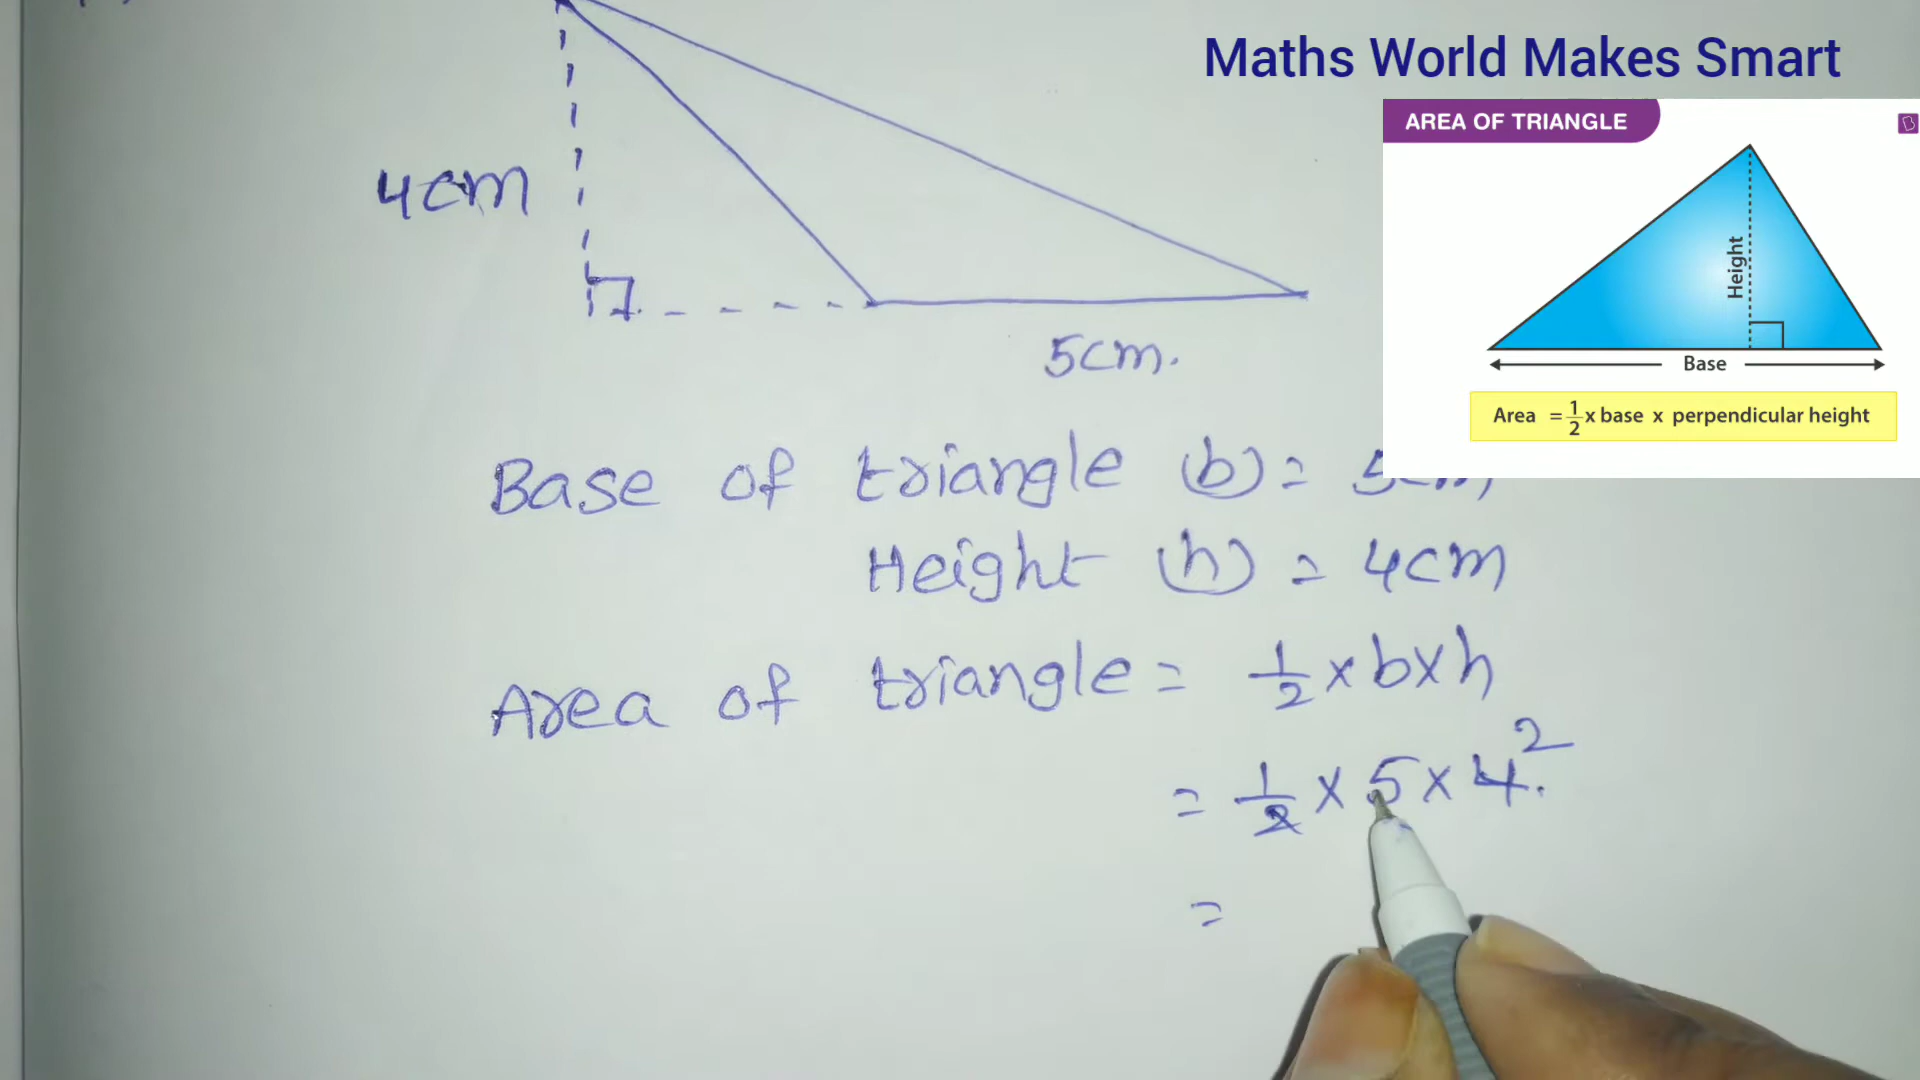 Maths World Makes Smart
AREA OF TRIANGLE
Height
Base
Area = 1/2 x base x perpendicular height
4cm
5cm.
Base of triangle (b) = 5cm
Height (h) = 4cm
Area of triangle = 1/2 x b x h
= 1/2 x 5 x 4. 2
=